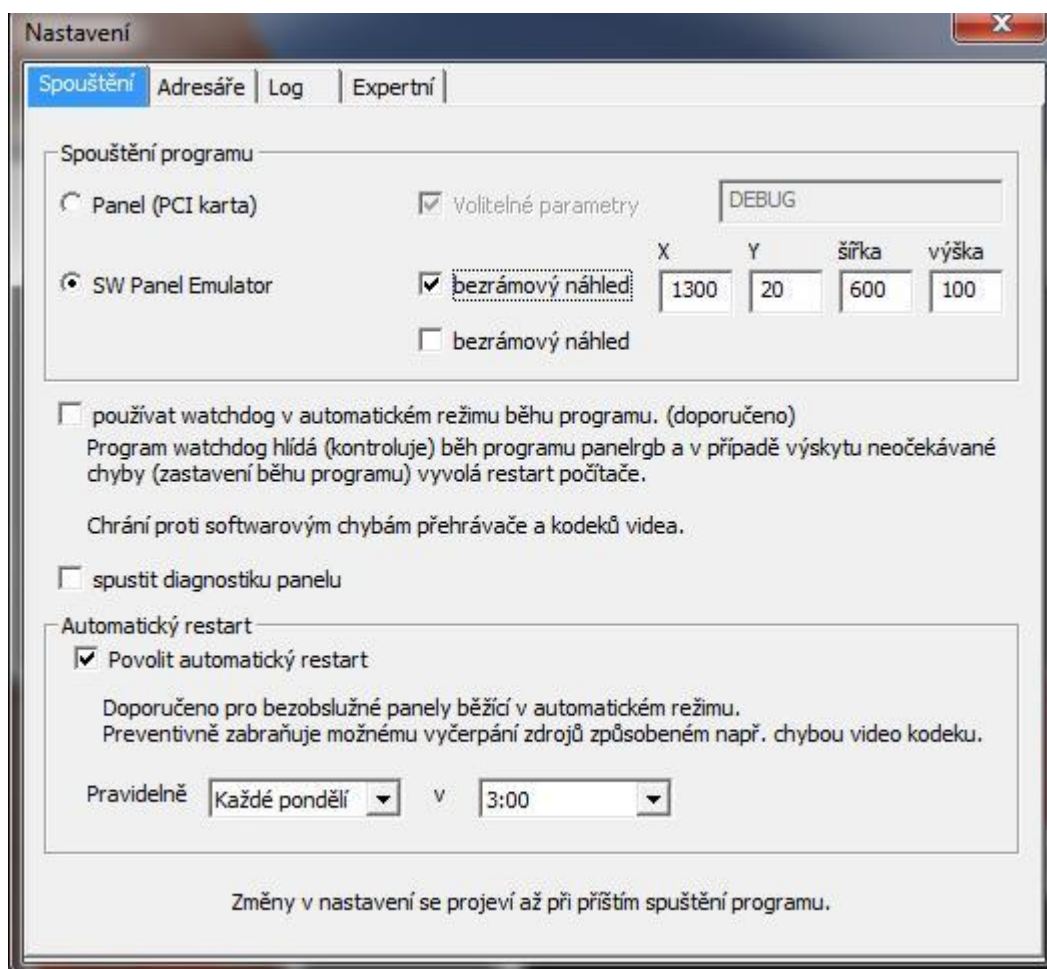 Nastavení
Spouštění Adresáře Log Expertní
Spouštění programu
Panel (PCI karta) Volitelné parametry DEBUG
X Y šířka výška
SW Panel Emulator bezrámový náhled 1300 20 600 100
bezrámový náhled
používat watchdog v automatickém režimu běhu programu. (doporučeno)
Program watchdog hlídá (kontroluje) běh programu panelrgb a v případě výskytu neočekávané
chyby (zastavení běhu programu) vyvolá restart počítače.
Chrání proti softwarovým chybám přehrávače a kodeků videa.
spustit diagnostiku panelu
Automatický restart
Povolit automatický restart
Doporučeno pro bezobslužné panely běžící v automatickém režimu.
Preventivně zabraňuje možnému vyčerpání zdrojů způsobeném např. chybou video kodeku.
Pravidelně Každé pondělí v 3:00
Změny v nastavení se projeví až při příštím spuštění programu.